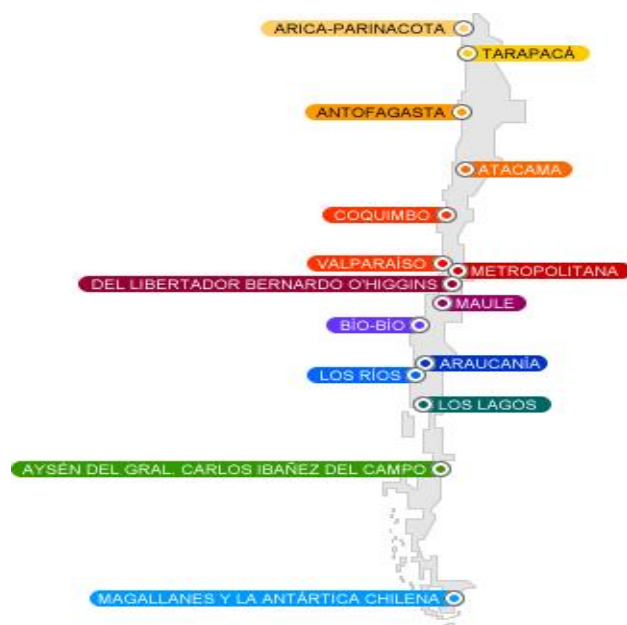 ARICA-PARINACOTA
TARAPACÁ
ANTOFAGASTA
ATACAMA
COQUIMBO
VALPARAÍSO
METROPOLITANA
DEL LIBERTADOR BERNARDO O'HIGGINS
MAULE
BÍO-BÍO
ARAUCANÍA
LOS RÍOS
LOS LAGOS
AYSÉN DEL GRAL. CARLOS IBAÑEZ DEL CAMPO
MAGALLANES Y LA ANTÁRTICA CHILENA